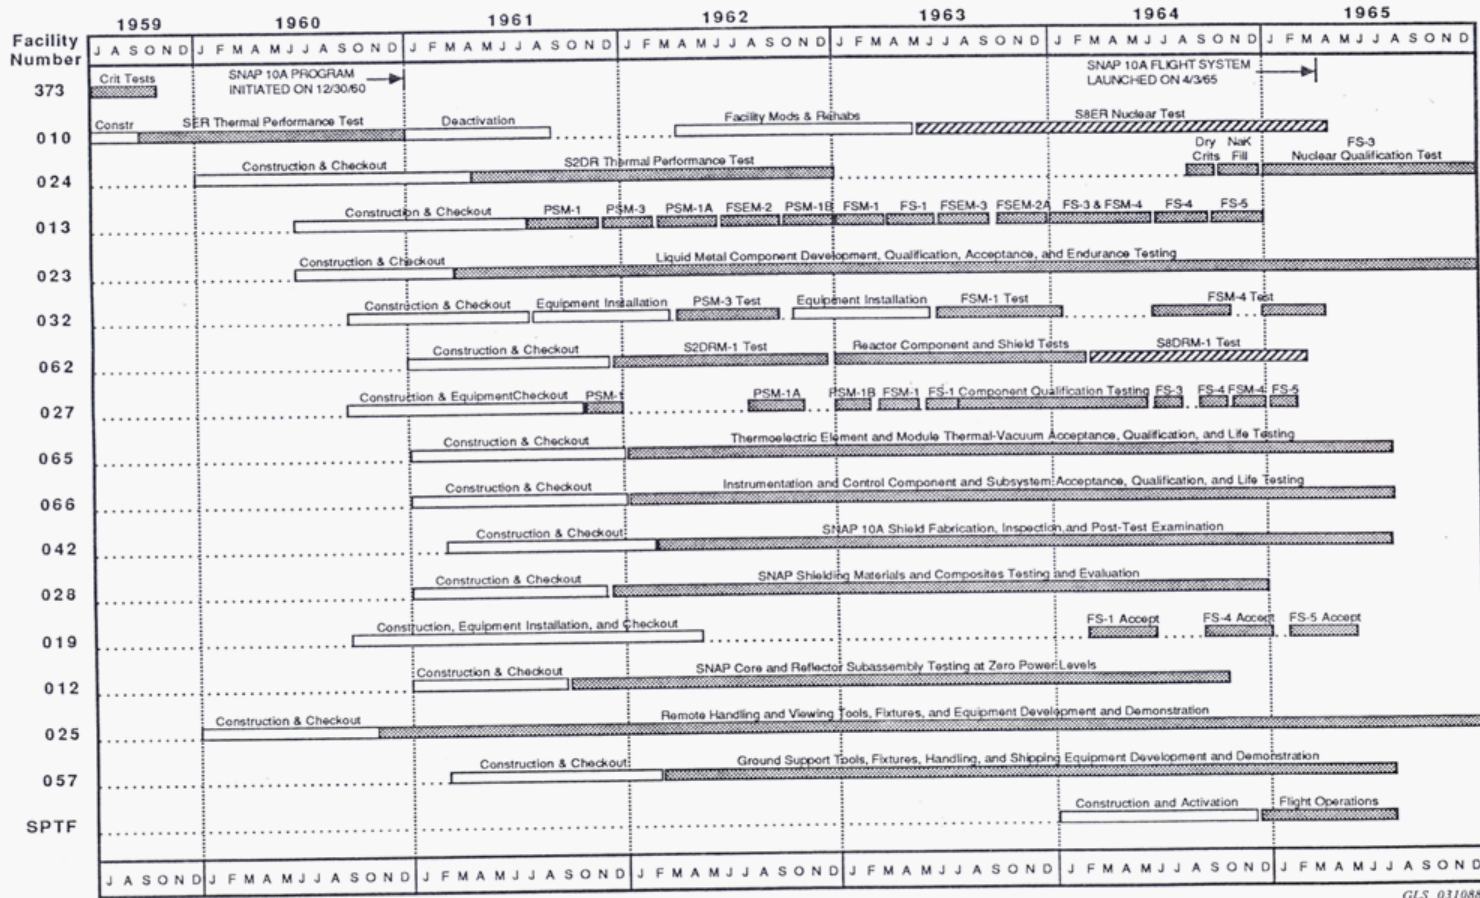 1959 1960 1961 1962 1963 1964 1965
Facility
Number
J A S O N D J F M A M J J A S O N D J F M A M J J A S O N D J F M A M J J A S O N D J F M A M J J A S O N D J F M A M J J A S O N D J F M A M J J A S O N D
373
Crit Tests
SNAP 10A PROGRAM
INITIATED ON 12/30/60
SNAP 10A FLIGHT SYSTEM
LAUNCHED ON 4/3/65
010
Constr SER Thermal Performance Test Deactivation Facility Mods & Rehabs S8ER Nuclear Test
024
Construction & Checkout S2DR Thermal Performance Test
Dry
Crits
NaK
Fill
FS-3
Nuclear Qualification Test
013
Construction & Checkout PSM-1 PSM-3 PSM-1A FSEM-2 PSM-1B FSM-1 FS-1 FSEM-3 FSEM-2A FS-3 & FSM-4 FS-4 FS-5
023
Construction & Checkout Liquid Metal Component Development, Qualification, Acceptance, and Endurance Testing
032
Construction & Checkout Equipment Installation PSM-3 Test Equipment Installation FSM-1 Test FSM-4 Test
062
Construction & Checkout S2DRM-1 Test Reactor Component and Shield Tests S8DRM-1 Test
027
Construction & EquipmentCheckout PSM-1 PSM-1A PSM-1B FSM-1 FS-1 Component Qualification Testing FS-3 FS-4 FSM-4 FS-5
065
Construction & Checkout Thermoelectric Element and Module Thermal-Vacuum Acceptance, Qualification, and Life Testing
066
Construction & Checkout Instrumentation and Control Component and Subsystem Acceptance, Qualification, and Life Testing
042
Construction & Checkout SNAP 10A Shield Fabrication, Inspection and Post-Test Examination
028
Construction & Checkout SNAP Shielding Materials and Composites Testing and Evaluation
019
Construction, Equipment Installation, and Checkout FS-1 Accept FS-4 Accept FS-5 Accept
012
Construction & Checkout SNAP Core and Reflector Subassembly Testing at Zero Power Levels
025
Construction & Checkout Remote Handling and Viewing Tools, Fixtures, and Equipment Development and Demonstration
057
Construction & Checkout Ground Support Tools, Fixtures, Handling, and Shipping Equipment Development and Demonstration
SPTF
Construction and Activation Flight Operations
J A S O N D J F M A M J J A S O N D J F M A M J J A S O N D J F M A M J J A S O N D J F M A M J J A S O N D J F M A M J J A S O N D J F M A M J J A S O N D
GLS 031088